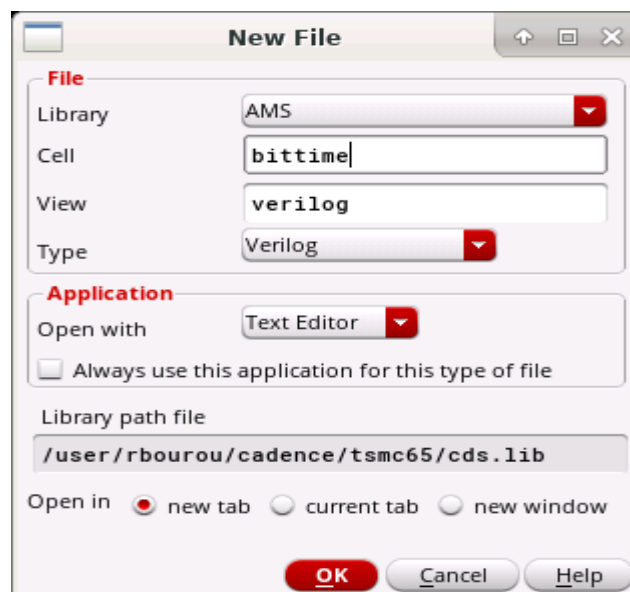 New File
File
Library AMS
Cell bittime
View verilog
Type Verilog
Application
Open with Text Editor
Always use this application for this type of file
Library path file
/user/rbourou/cadence/tsmc65/cds.lib
Open in new tab current tab new window
OK Cancel Help